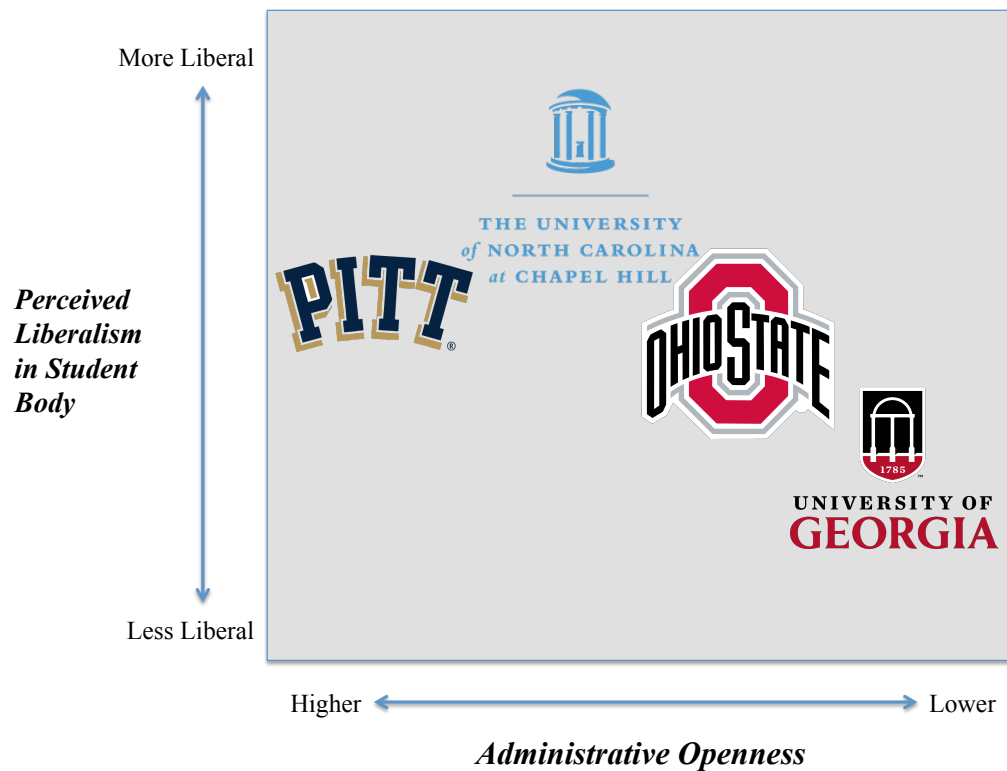 More Liberal
THE UNIVERSITY
of NORTH CAROLINA
at CHAPEL HILL
PITT
®
Perceived
Liberalism
in Student
Body
OHIO STATE
1785
™
UNIVERSITY OF
GEORGIA
Less Liberal
Higher
Lower
Administrative Openness